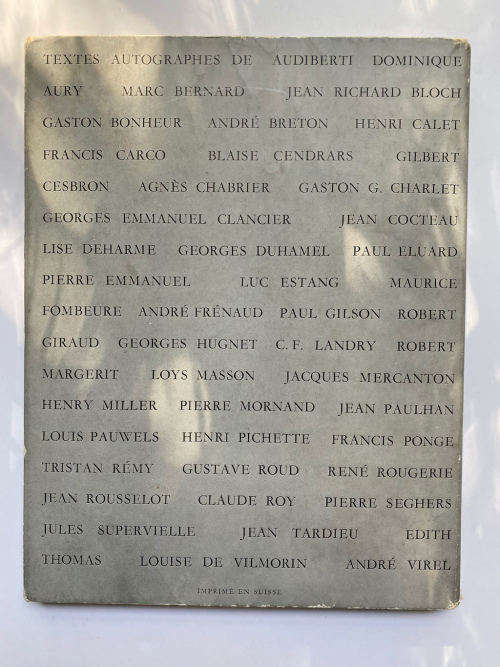 TEXTES AUTOGRAPHES DE AUDIBERTI DOMINIQUE
AURY MARC BERNARD JEAN RICHARD BLOCH
GASTON BONHEUR ANDRÉ BRETON HENRI CALET
FRANCIS CARCO BLAISE CENDRARS GILBERT
CESBRON AGNÈS CHABRIER GASTON G. CHARLET
GEORGES EMMANUEL CLANCIER JEAN COCTEAU
LISE DEHARME GEORGES DUHAMEL PAUL ELUARD
PIERRE EMMANUEL LUC ESTANG MAURICE
FOMBEURE ANDRÉ FRÉNAUD PAUL GILSON ROBERT
GIRAUD GEORGES HUGNET C. F. LANDRY ROBERT
MARGERIT LOYS MASSON JACQUES MERCANTON
HENRY MILLER PIERRE MORNAND JEAN PAULHAN
LOUIS PAUWELS HENRI PICHETTE FRANCIS PONGE
TRISTAN RÉMY GUSTAVE ROUD RENÉ ROUGERIE
JEAN ROUSSELOT CLAUDE ROY PIERRE SEGHERS
JULES SUPERVIELLE JEAN TARDIEU EDITH
THOMAS LOUISE DE VILMORIN ANDRÉ VIREL
IMPRIMÉ EN SUISSE